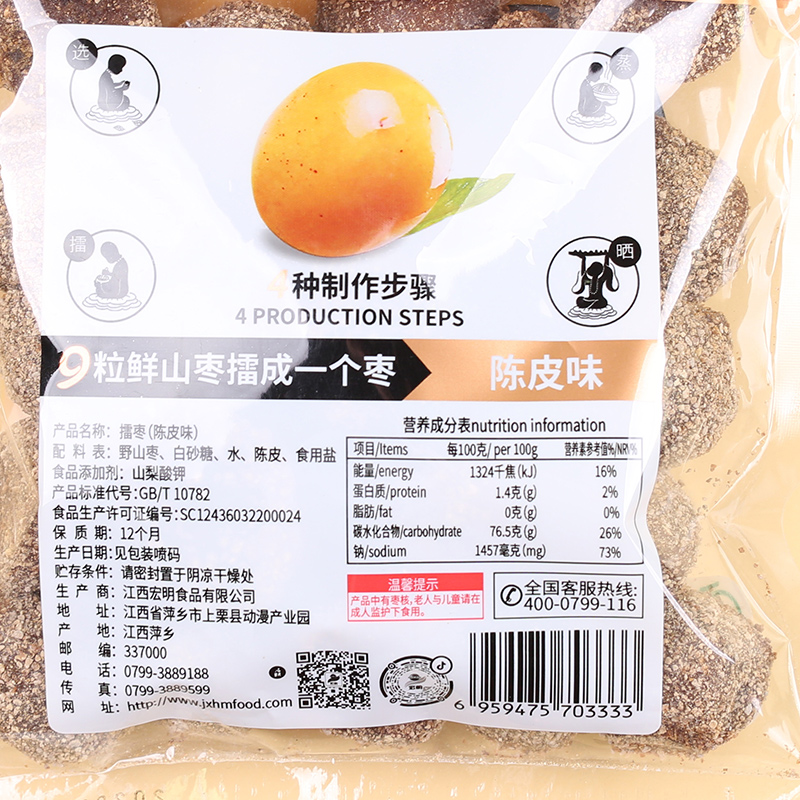 选
蒸
擂
晒
4种制作步骤
4 PRODUCTION STEPS
9粒鲜山枣擂成一个枣
陈皮味
产品名称：擂枣(陈皮味)
配 料 表：野山枣、白砂糖、水、陈皮、食用盐
食品添加剂：山梨酸钾
产品标准代号：GB/T 10782
食品生产许可证编号：SC12436032200024
保 质 期：12个月
生产日期：见包装喷码
贮存条件：请密封置于阴凉干燥处
生 产 商：江西宏明食品有限公司
地 址：江西省萍乡市上栗县动漫产业园
产 地：江西萍乡
邮 编：337000
电 话：0799-3889188
传 真：0799-3889599
网 址：http://www.jxhmfood.com
营养成分表nutrition information
项目/Items 每100克/ per 100g 营养素参考值%/NRV%
能量/energy 1324千焦(kJ) 16%
蛋白质/protein 1.4克(g) 2%
脂肪/fat 0克(g) 0%
碳水化合物/carbohydrate 76.5克(g) 26%
钠/sodium 1457毫克(mg) 73%
温馨提示
产品中有枣核，老人与儿童请在
成人监护下食用。
全国客服热线:
400-0799-116
6 959475 703333